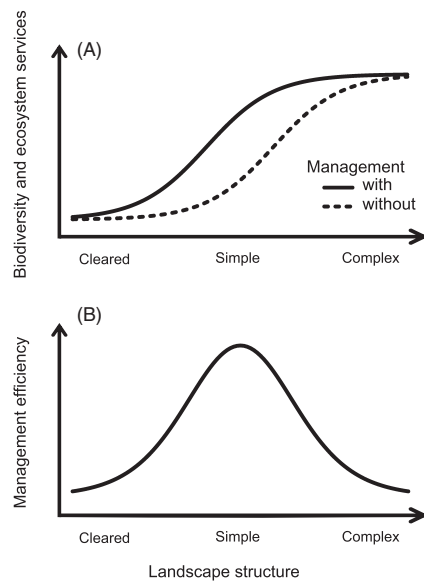 (A)
Biodiversity and ecosystem services
Management
with
without
Cleared Simple Complex
(B)
Management efficiency
Cleared Simple Complex
Landscape structure